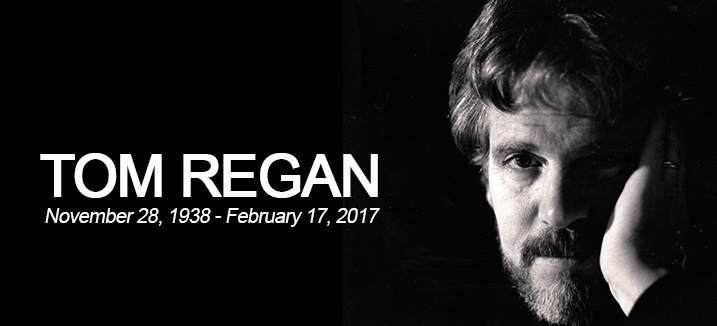 TOM REGAN
November 28, 1938 - February 17, 2017